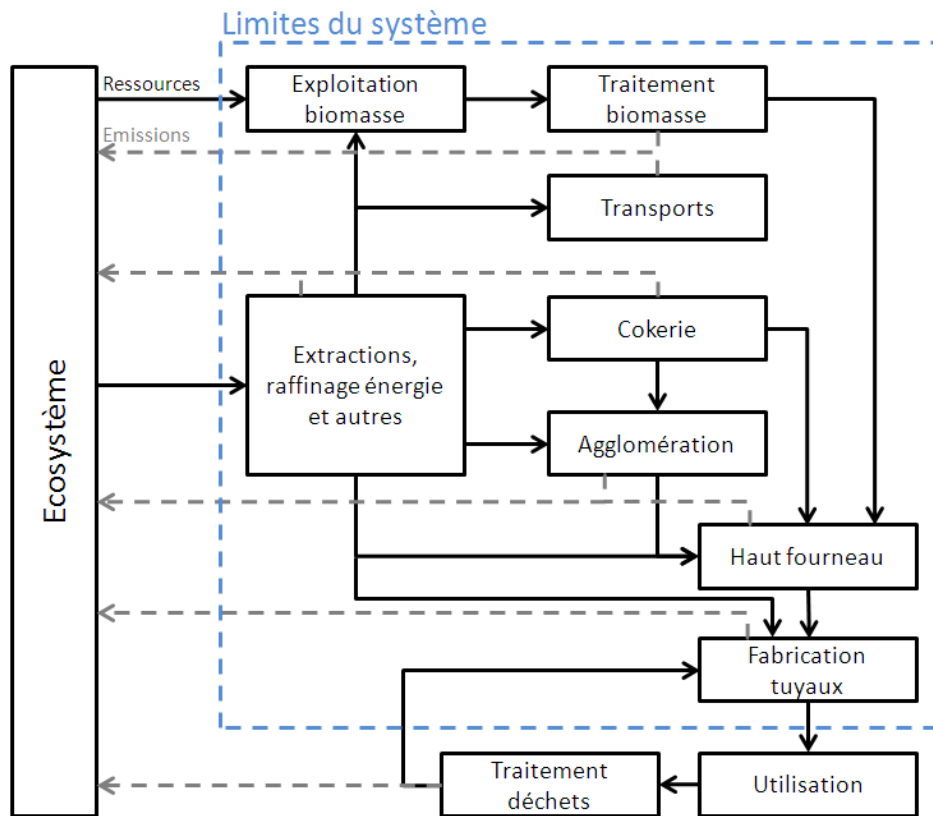 Limites du système
Ressources
Exploitation
biomasse
Traitement
biomasse
Emissions
Transports
Ecosystème
Extractions,
raffinage énergie
et autres
Cokerie
Agglomération
Haut fourneau
Fabrication
tuyaux
Traitement
déchets
Utilisation